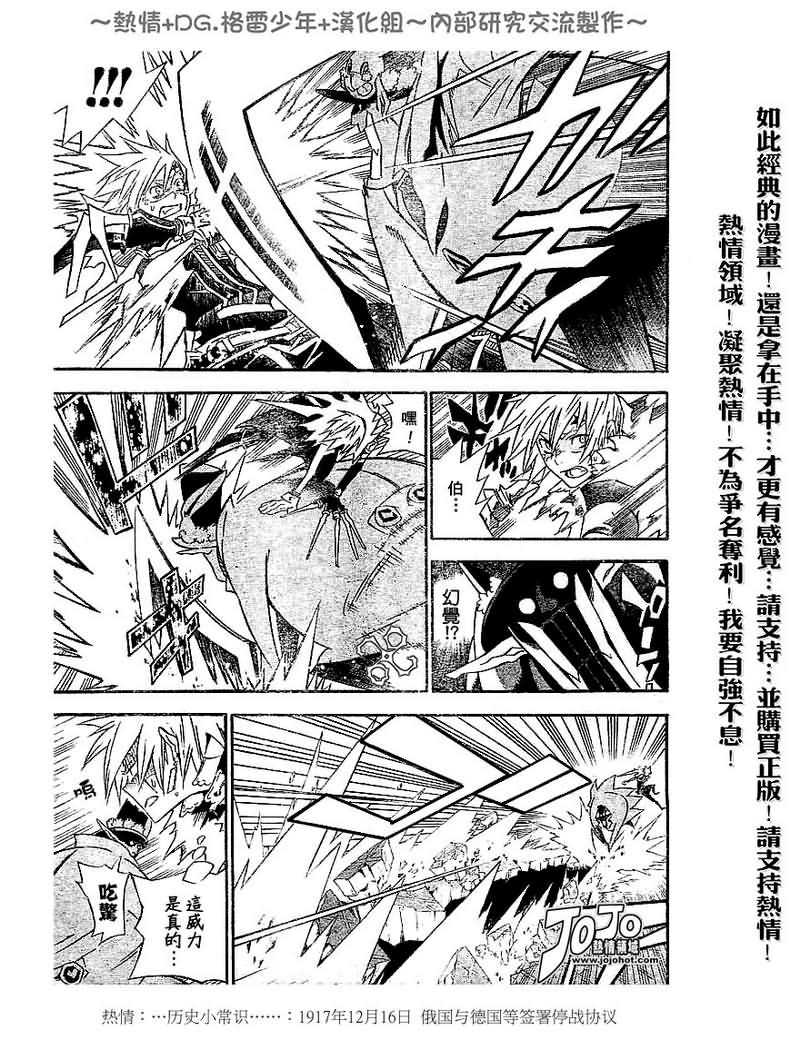 ～熱情+DG.格雷少年+漢化組～內部研究交流製作～
如此經典的漫畫！還是拿在手中…才更有感覺…請支持…並購買正版！請支持熱情！
熱情領域！凝聚熱情！不為爭名奪利！我要自強不息！
!!!
伯…
嘿！
幻覺!?
這威力
是真的…
吃驚
JOJO
熱情領域
www.jojohot.com
热情：…历史小常识……：1917年12月16日 俄国与德国等签署停战协议